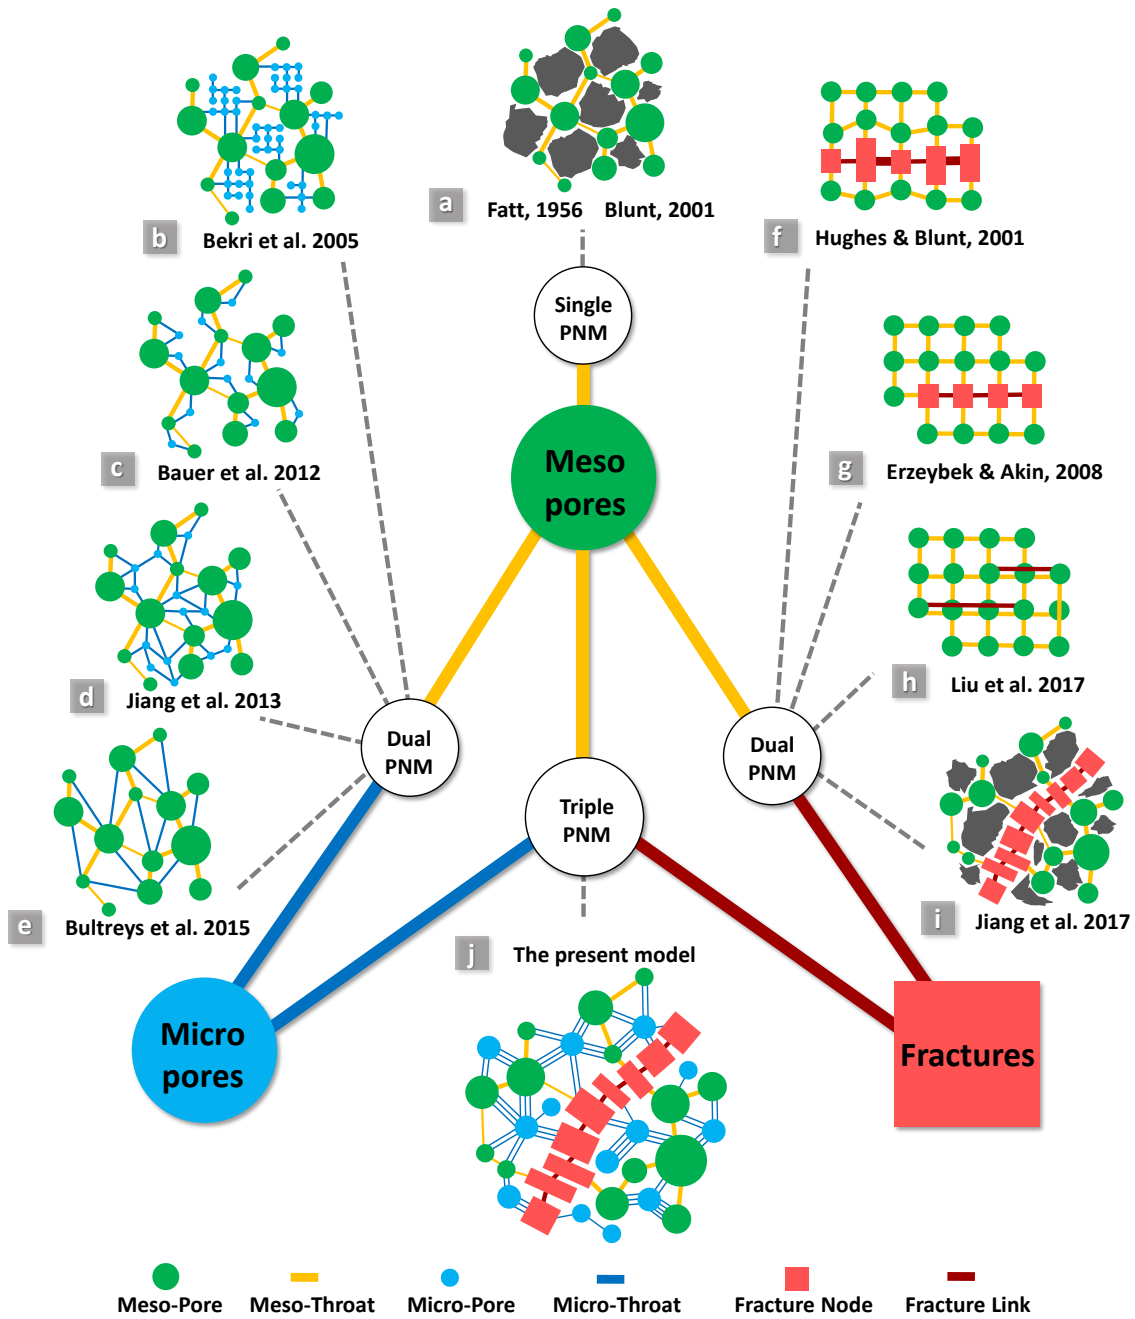 a
Fatt, 1956 Blunt, 2001
b
Bekri et al. 2005
f
Hughes & Blunt, 2001
Single
PNM
c
Bauer et al. 2012
Meso
pores
g
Erzeybek & Akin, 2008
d
Jiang et al. 2013
h
Liu et al. 2017
Dual
PNM
Dual
PNM
Triple
PNM
e
Bultreys et al. 2015
i
Jiang et al. 2017
j
The present model
Micro
pores
Fractures
Meso-Pore
Meso-Throat
Micro-Pore
Micro-Throat
Fracture Node
Fracture Link